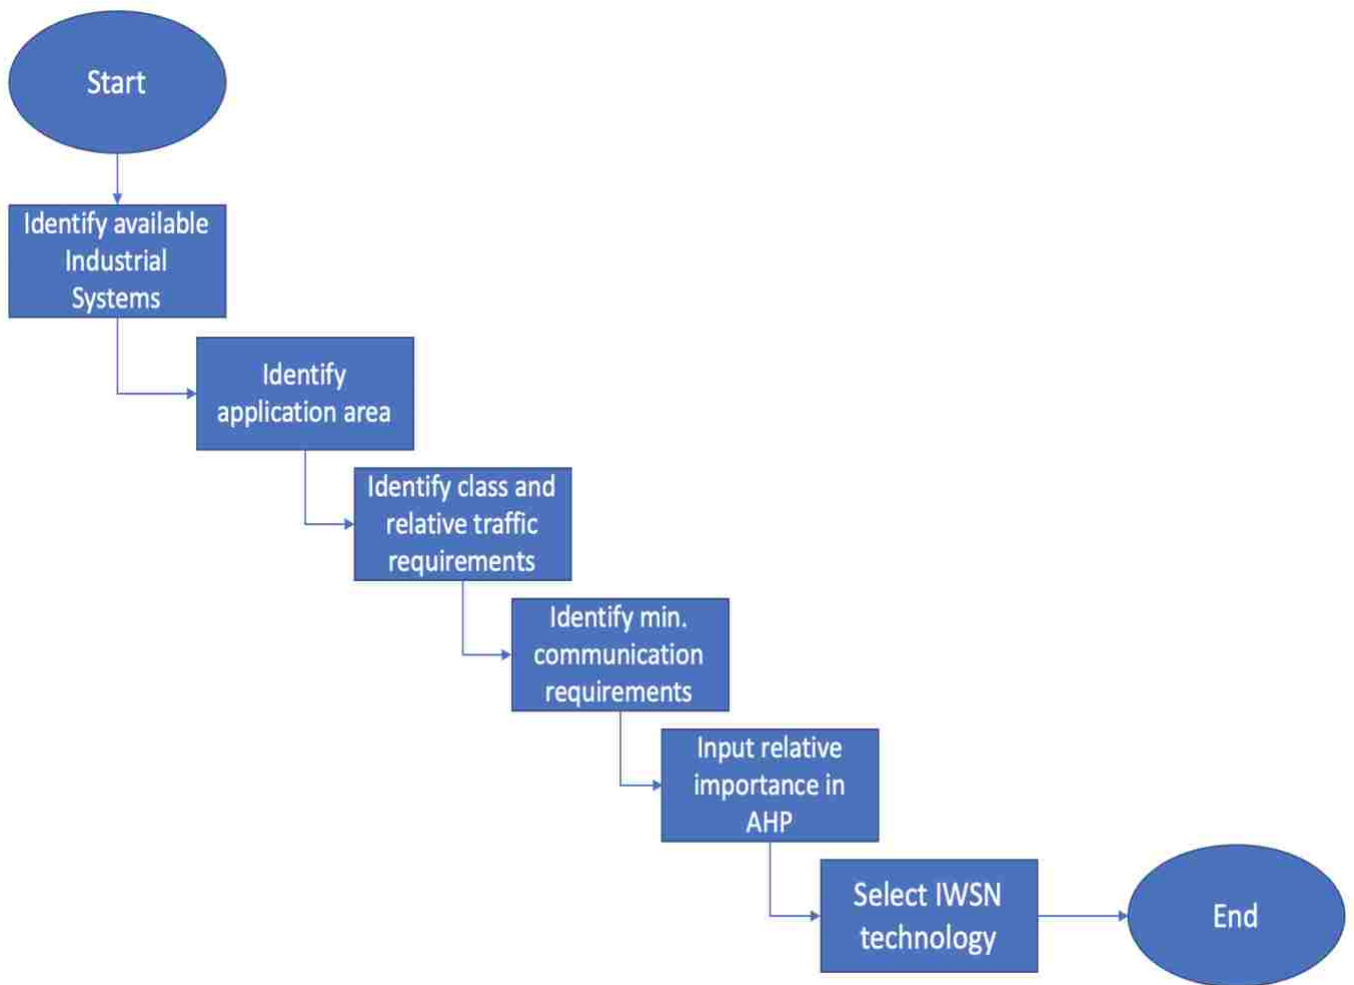 Start
Identify available
Industrial
Systems
Identify
application area
Identify class and
relative traffic
requirements
Identify min.
communication
requirements
Input relative
importance in
AHP
Select IWSN
technology
End